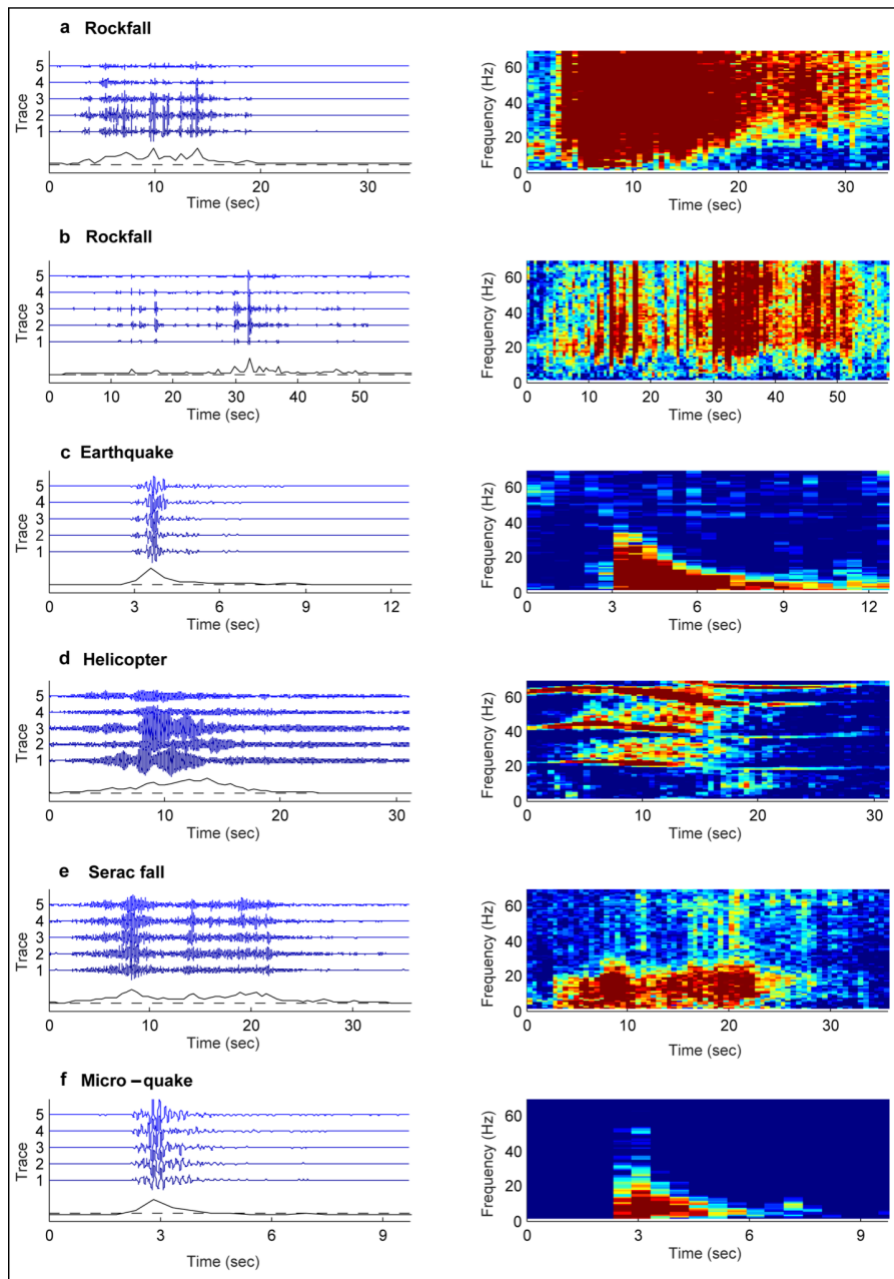 a Rockfall
Trace
5
4
3
2
1
0 10 20 30
Time (sec)
Frequency (Hz)
60
40
20
0
0 10 20 30
Time (sec)
b Rockfall
Trace
5
4
3
2
1
0 10 20 30 40 50
Time (sec)
Frequency (Hz)
60
40
20
0
0 10 20 30 40 50
Time (sec)
c Earthquake
Trace
5
4
3
2
1
0 3 6 9 12
Time (sec)
Frequency (Hz)
60
40
20
0
0 3 6 9 12
Time (sec)
d Helicopter
Trace
5
4
3
2
1
0 10 20 30
Time (sec)
Frequency (Hz)
60
40
20
0
0 10 20 30
Time (sec)
e Serac fall
Trace
5
4
3
2
1
0 10 20 30
Time (sec)
Frequency (Hz)
60
40
20
0
0 10 20 30
Time (sec)
f Micro–quake
Trace
5
4
3
2
1
0 3 6 9
Time (sec)
Frequency (Hz)
60
40
20
0
0 3 6 9
Time (sec)